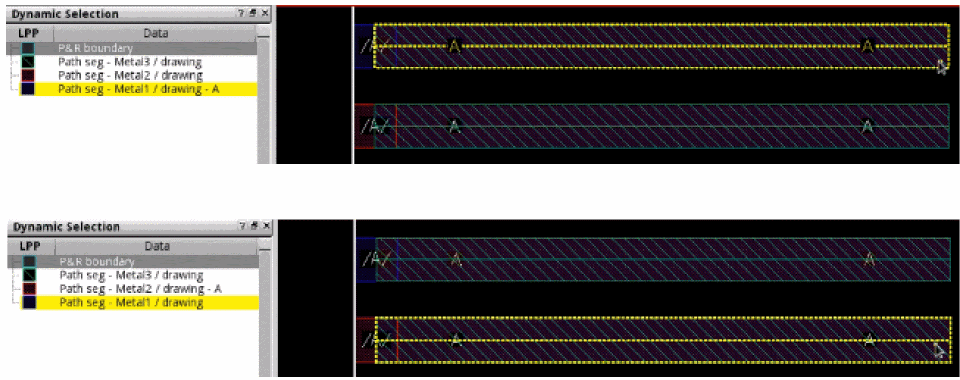 Dynamic Selection ? ×
LPP Data
P&R boundary
Path seg - Metal3 / drawing
Path seg - Metal2 / drawing
Path seg - Metal1 / drawing - A
/A/ A A
/A/ A A
Dynamic Selection ? ×
LPP Data
P&R boundary
Path seg - Metal3 / drawing
Path seg - Metal2 / drawing - A
Path seg - Metal1 / drawing
/A/ A A
/A/ A A